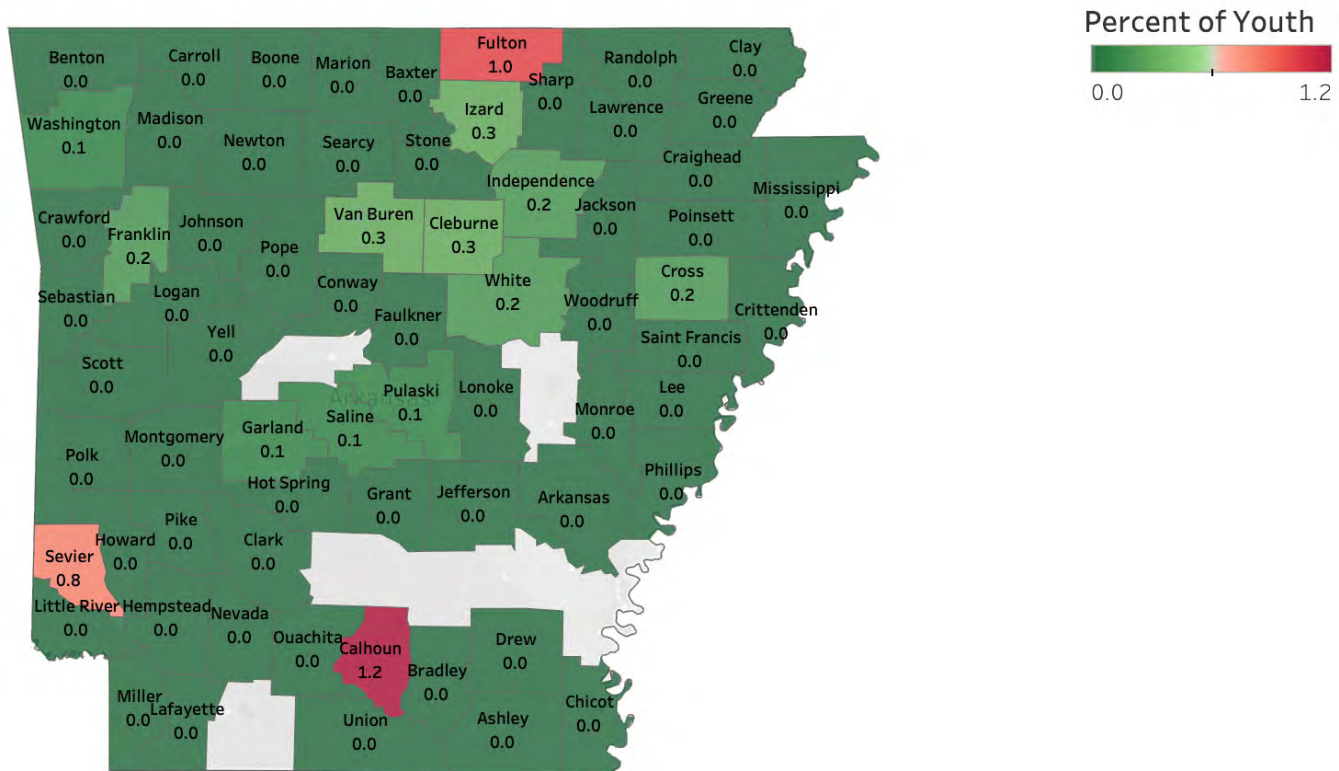 Percent of Youth
0.0 1.2
Benton
0.0
Carroll
0.0
Boone
0.0
Marion
0.0
Baxter
0.0
Fulton
1.0
Sharp
0.0
Randolph
0.0
Clay
0.0
Washington
0.1
Madison
0.0
Newton
0.0
Searcy
0.0
Stone
0.0
Izard
0.3
Lawrence
0.0
Greene
0.0
Craighead
0.0
Mississippi
0.0
Crawford
0.0
Franklin
0.2
Johnson
0.0
Pope
0.0
Van Buren
0.3
Cleburne
0.3
Independence
0.2
Jackson
0.0
Poinsett
0.0
Sebastian
0.0
Logan
0.0
Conway
0.0
White
0.2
Woodruff
0.0
Cross
0.2
Crittenden
0.0
Yell
0.0
Faulkner
0.0
Saint Francis
0.0
Scott
0.0
Arkansas
Pulaski
0.1
Lonoke
0.0
Lee
0.0
Monroe
0.0
Saline
0.1
Garland
0.1
Montgomery
0.0
Polk
0.0
Hot Spring
0.0
Grant
0.0
Jefferson
0.0
Arkansas
0.0
Phillips
0.0
Sevier
0.8
Howard
0.0
Pike
0.0
Clark
0.0
Little River
0.0
Hempstead
0.0
Nevada
0.0
Ouachita
0.0
Calhoun
1.2
Bradley
0.0
Drew
0.0
Miller
0.0
Lafayette
0.0
Union
0.0
Ashley
0.0
Chicot
0.0